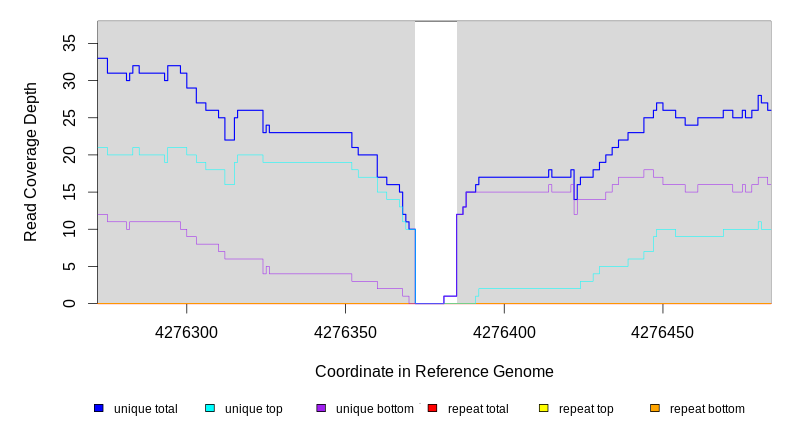 Read Coverage Depth
35
30
25
20
15
10
5
0
4276300 4276350 4276400 4276450
Coordinate in Reference Genome
unique total unique top unique bottom repeat total repeat top repeat bottom